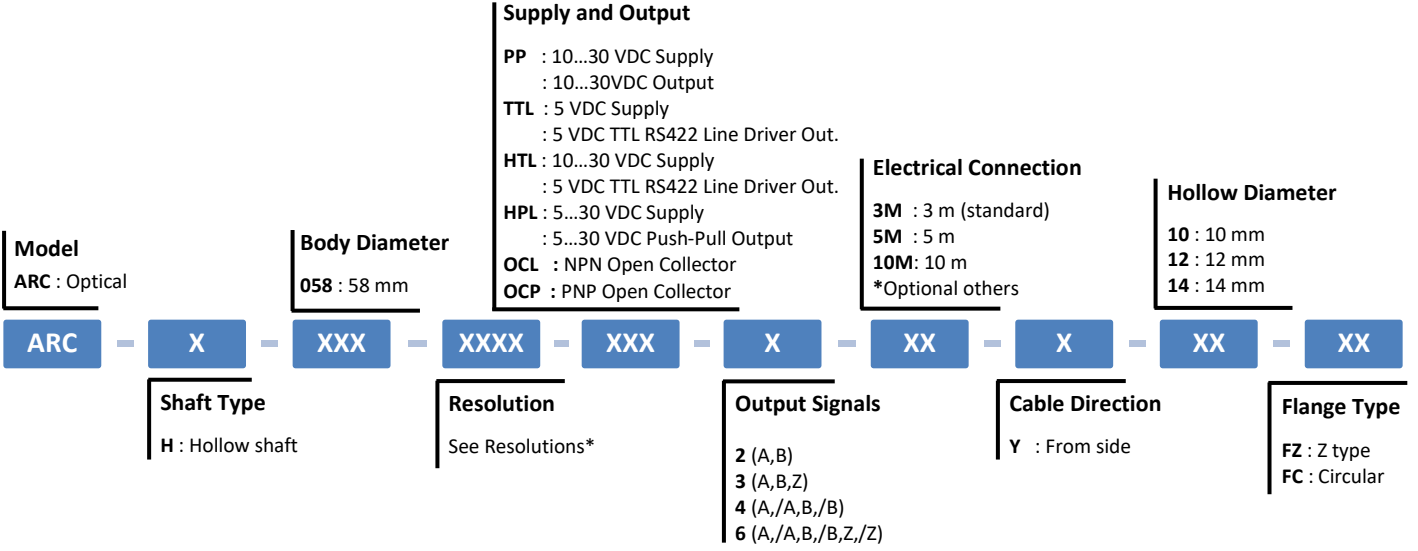 Supply and Output
PP : 10...30 VDC Supply
: 10...30VDC Output
TTL : 5 VDC Supply
: 5 VDC TTL RS422 Line Driver Out.
HTL : 10...30 VDC Supply
: 5 VDC TTL RS422 Line Driver Out.
HPL : 5...30 VDC Supply
: 5...30 VDC Push-Pull Output
OCL : NPN Open Collector
OCP : PNP Open Collector
Electrical Connection
3M : 3 m (standard)
5M : 5 m
10M: 10 m
*Optional others
Hollow Diameter
10 : 10 mm
12 : 12 mm
14 : 14 mm
Model
ARC : Optical
Body Diameter
058 : 58 mm
ARC – X – XXX – XXXX – XXX – X – XX – X – XX – XX
Shaft Type
H : Hollow shaft
Resolution
See Resolutions*
Output Signals
2 (A,B)
3 (A,B,Z)
4 (A,/A,B,/B)
6 (A,/A,B,/B,Z,/Z)
Cable Direction
Y : From side
Flange Type
FZ : Z type
FC : Circular